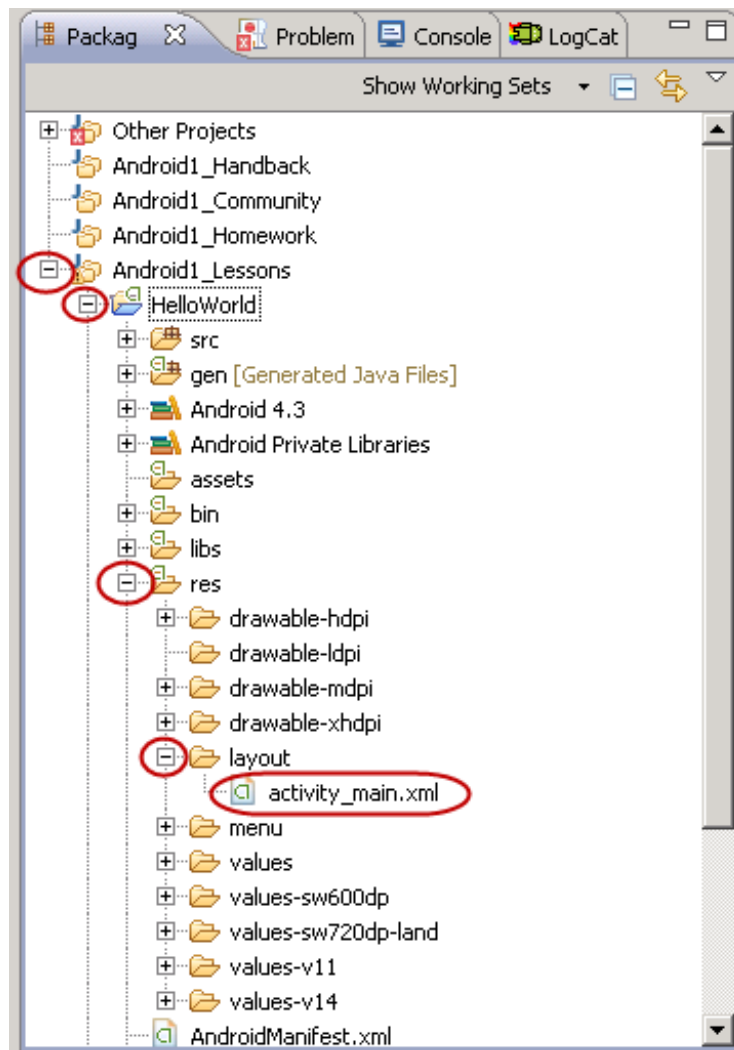 Packag Problem Console LogCat
Show Working Sets
Other Projects
Android1_Handback
Android1_Community
Android1_Homework
Android1_Lessons
HelloWorld
src
gen [Generated Java Files]
Android 4.3
Android Private Libraries
assets
bin
libs
res
drawable-hdpi
drawable-ldpi
drawable-mdpi
drawable-xhdpi
layout
activity_main.xml
menu
values
values-sw600dp
values-sw720dp-land
values-v11
values-v14
AndroidManifest.xml